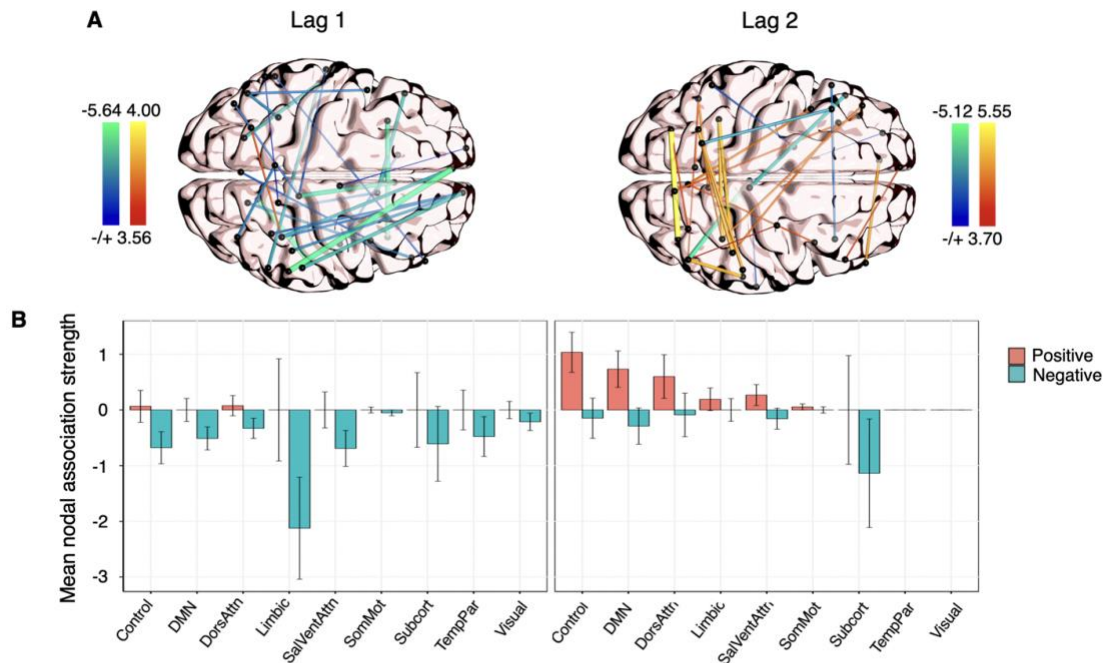 A
Lag 1
Lag 2
-5.64 4.00
-/+ 3.56
-5.12 5.55
-/+ 3.70
B
Mean nodal association strength
1
0
-1
-2
-3
Control
DMN
DorsAttn
Limbic
SalVentAttn
SomMot
Subcort
TempPar
Visual
Control
DMN
DorsAttn
Limbic
SalVentAttn
SomMot
Subcort
TempPar
Visual
Positive
Negative